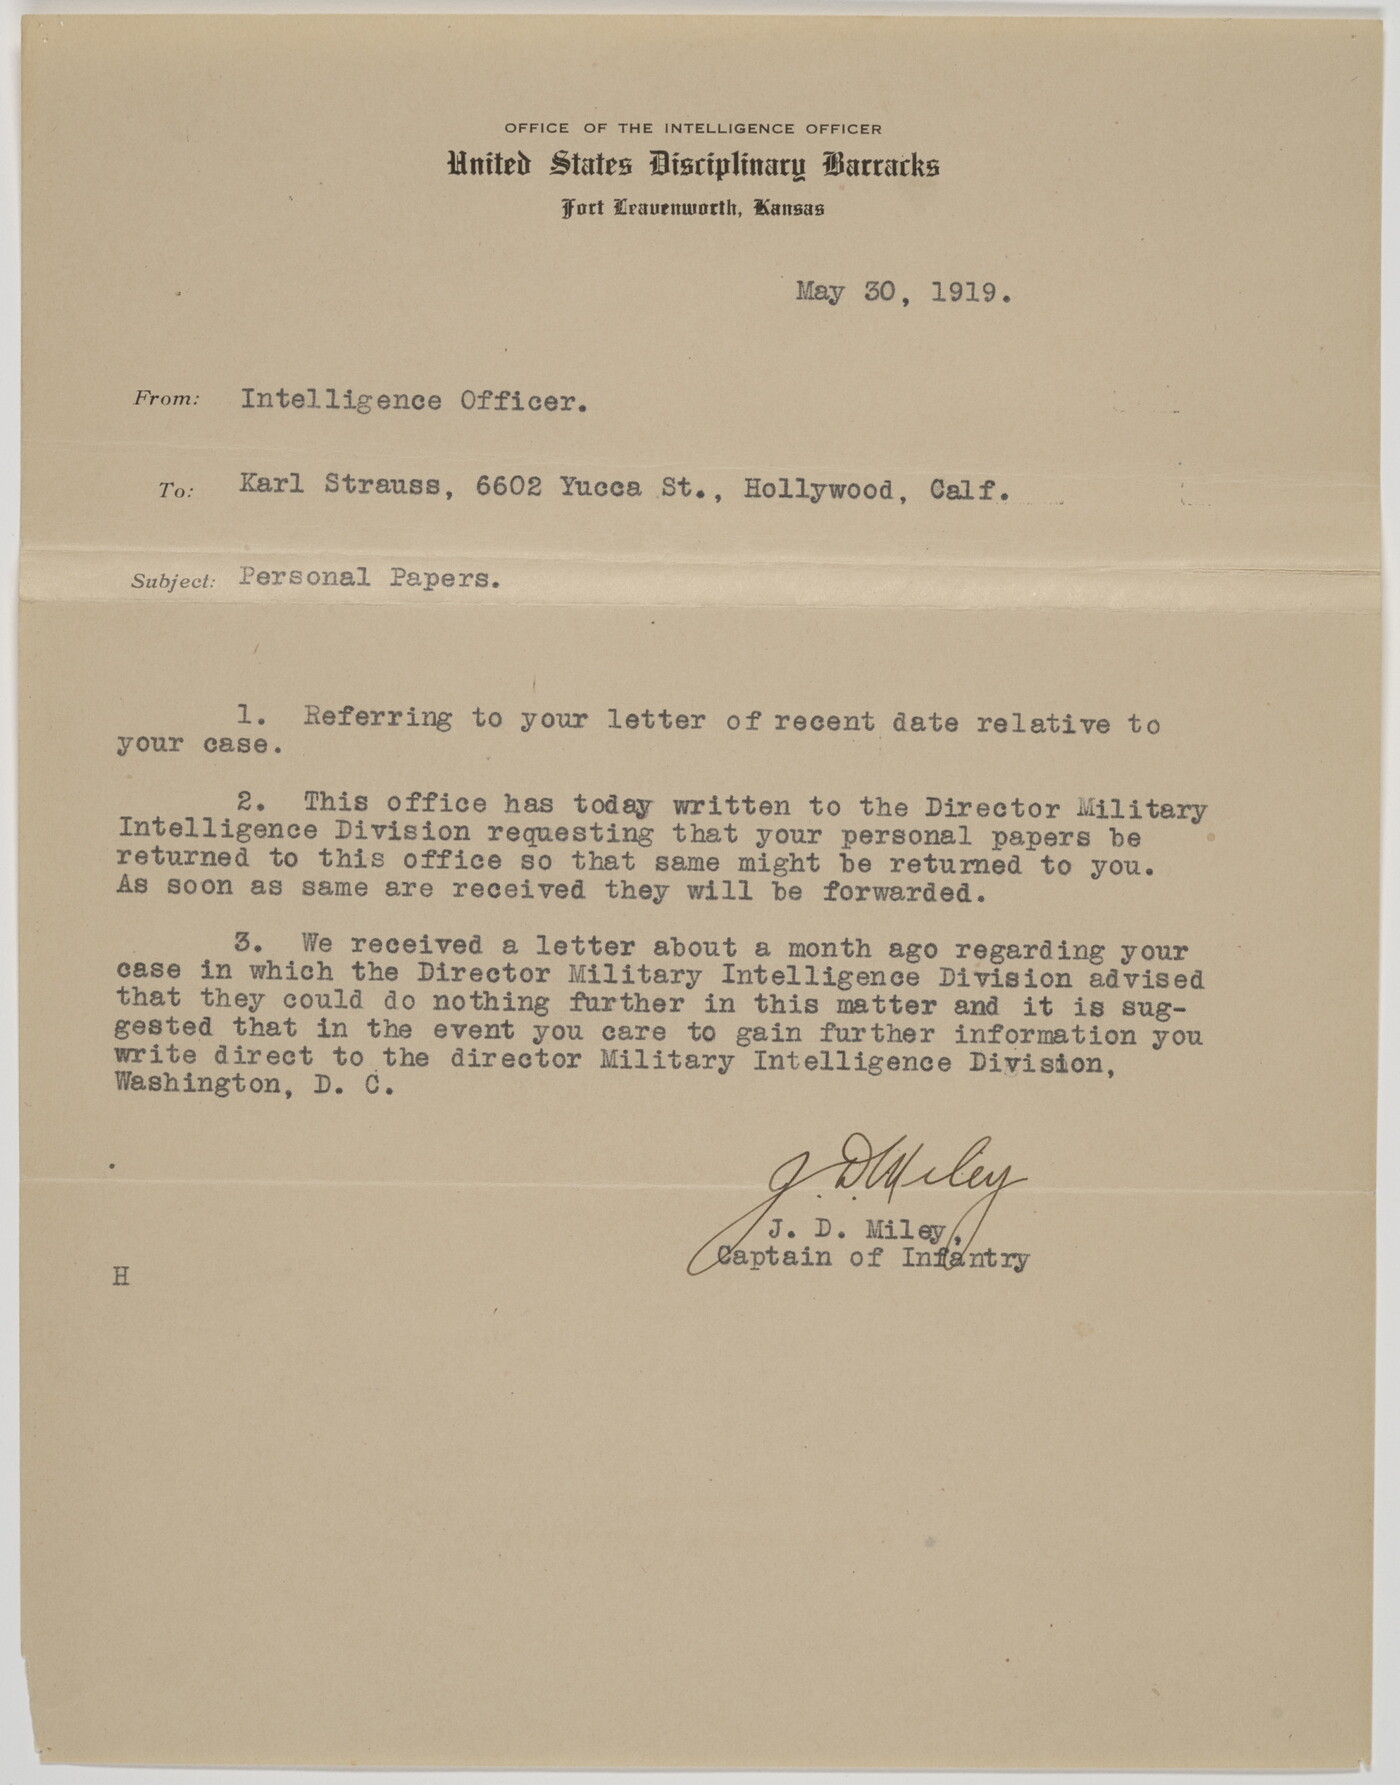 OFFICE OF THE INTELLIGENCE OFFICER
United States Disciplinary Barracks
Fort Leavenworth, Kansas
May 30, 1919.
From: Intelligence Officer.
To: Karl Strauss, 6602 Yucca St., Hollywood, Calf.
Subject: Personal Papers.
1. Referring to your letter of recent date relative to
your case.
2. This office has today written to the Director Military
Intelligence Division requesting that your personal papers be
returned to this office so that same might be returned to you.
As soon as same are received they will be forwarded.
3. We received a letter about a month ago regarding your
case in which the Director Military Intelligence Division advised
that they could do nothing further in this matter and it is sug-
gested that in the event you care to gain further information you
write direct to the director Military Intelligence Division,
Washington, D. C.
J. D. Miley
J. D. Miley,
Captain of Infantry
H